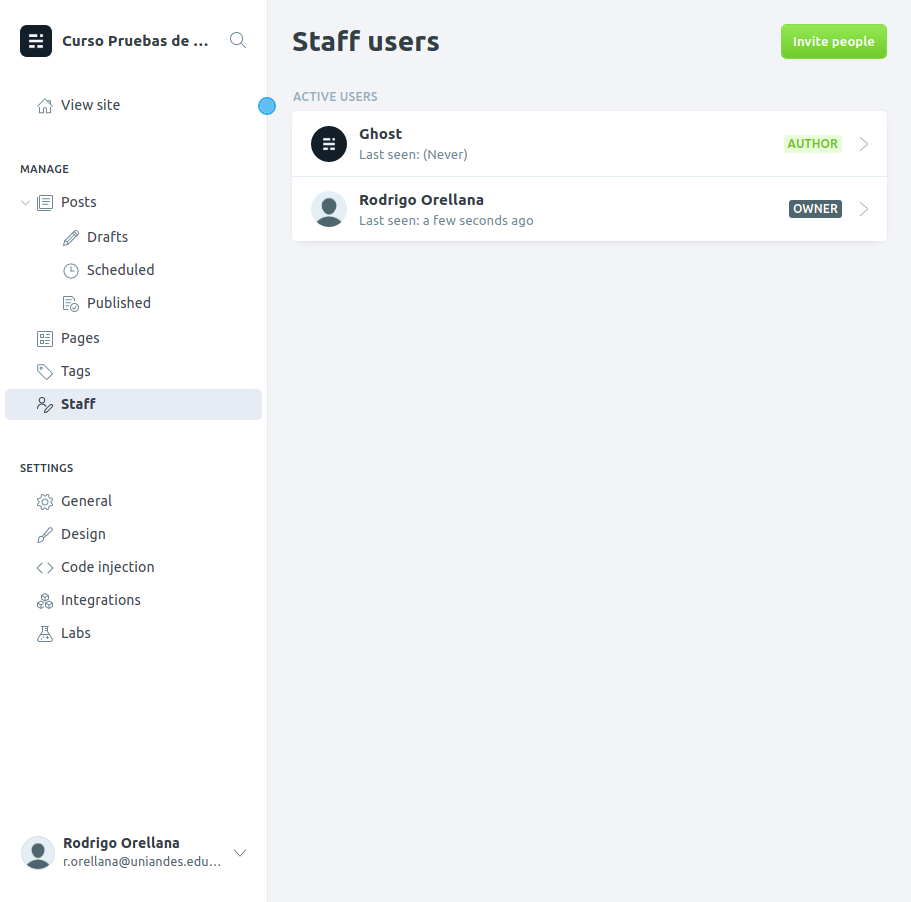 Curso Pruebas de ...
View site
MANAGE
Posts
Drafts
Scheduled
Published
Pages
Tags
Staff
SETTINGS
General
Design
Code injection
Integrations
Labs
Rodrigo Orellana
r.orellana@uniandes.edu...
Staff users
Invite people
ACTIVE USERS
Ghost
Last seen: (Never)
AUTHOR
Rodrigo Orellana
Last seen: a few seconds ago
OWNER